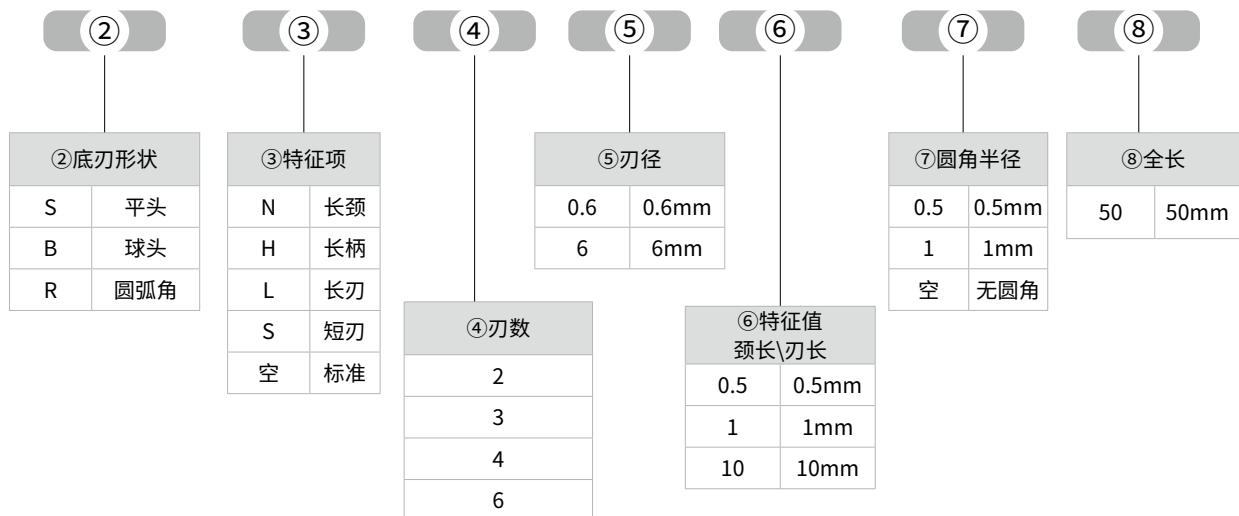 ② ③ ④ ⑤ ⑥ ⑦ ⑧
②底刃形状
S 平头
B 球头
R 圆弧角
③特征项
N 长颈
H 长柄
L 长刃
S 短刃
空 标准
④刃数
2
3
4
6
⑤刃径
0.6 0.6mm
6 6mm
⑥特征值
颈长\刃长
0.5 0.5mm
1 1mm
10 10mm
⑦圆角半径
0.5 0.5mm
1 1mm
空 无圆角
⑧全长
50 50mm